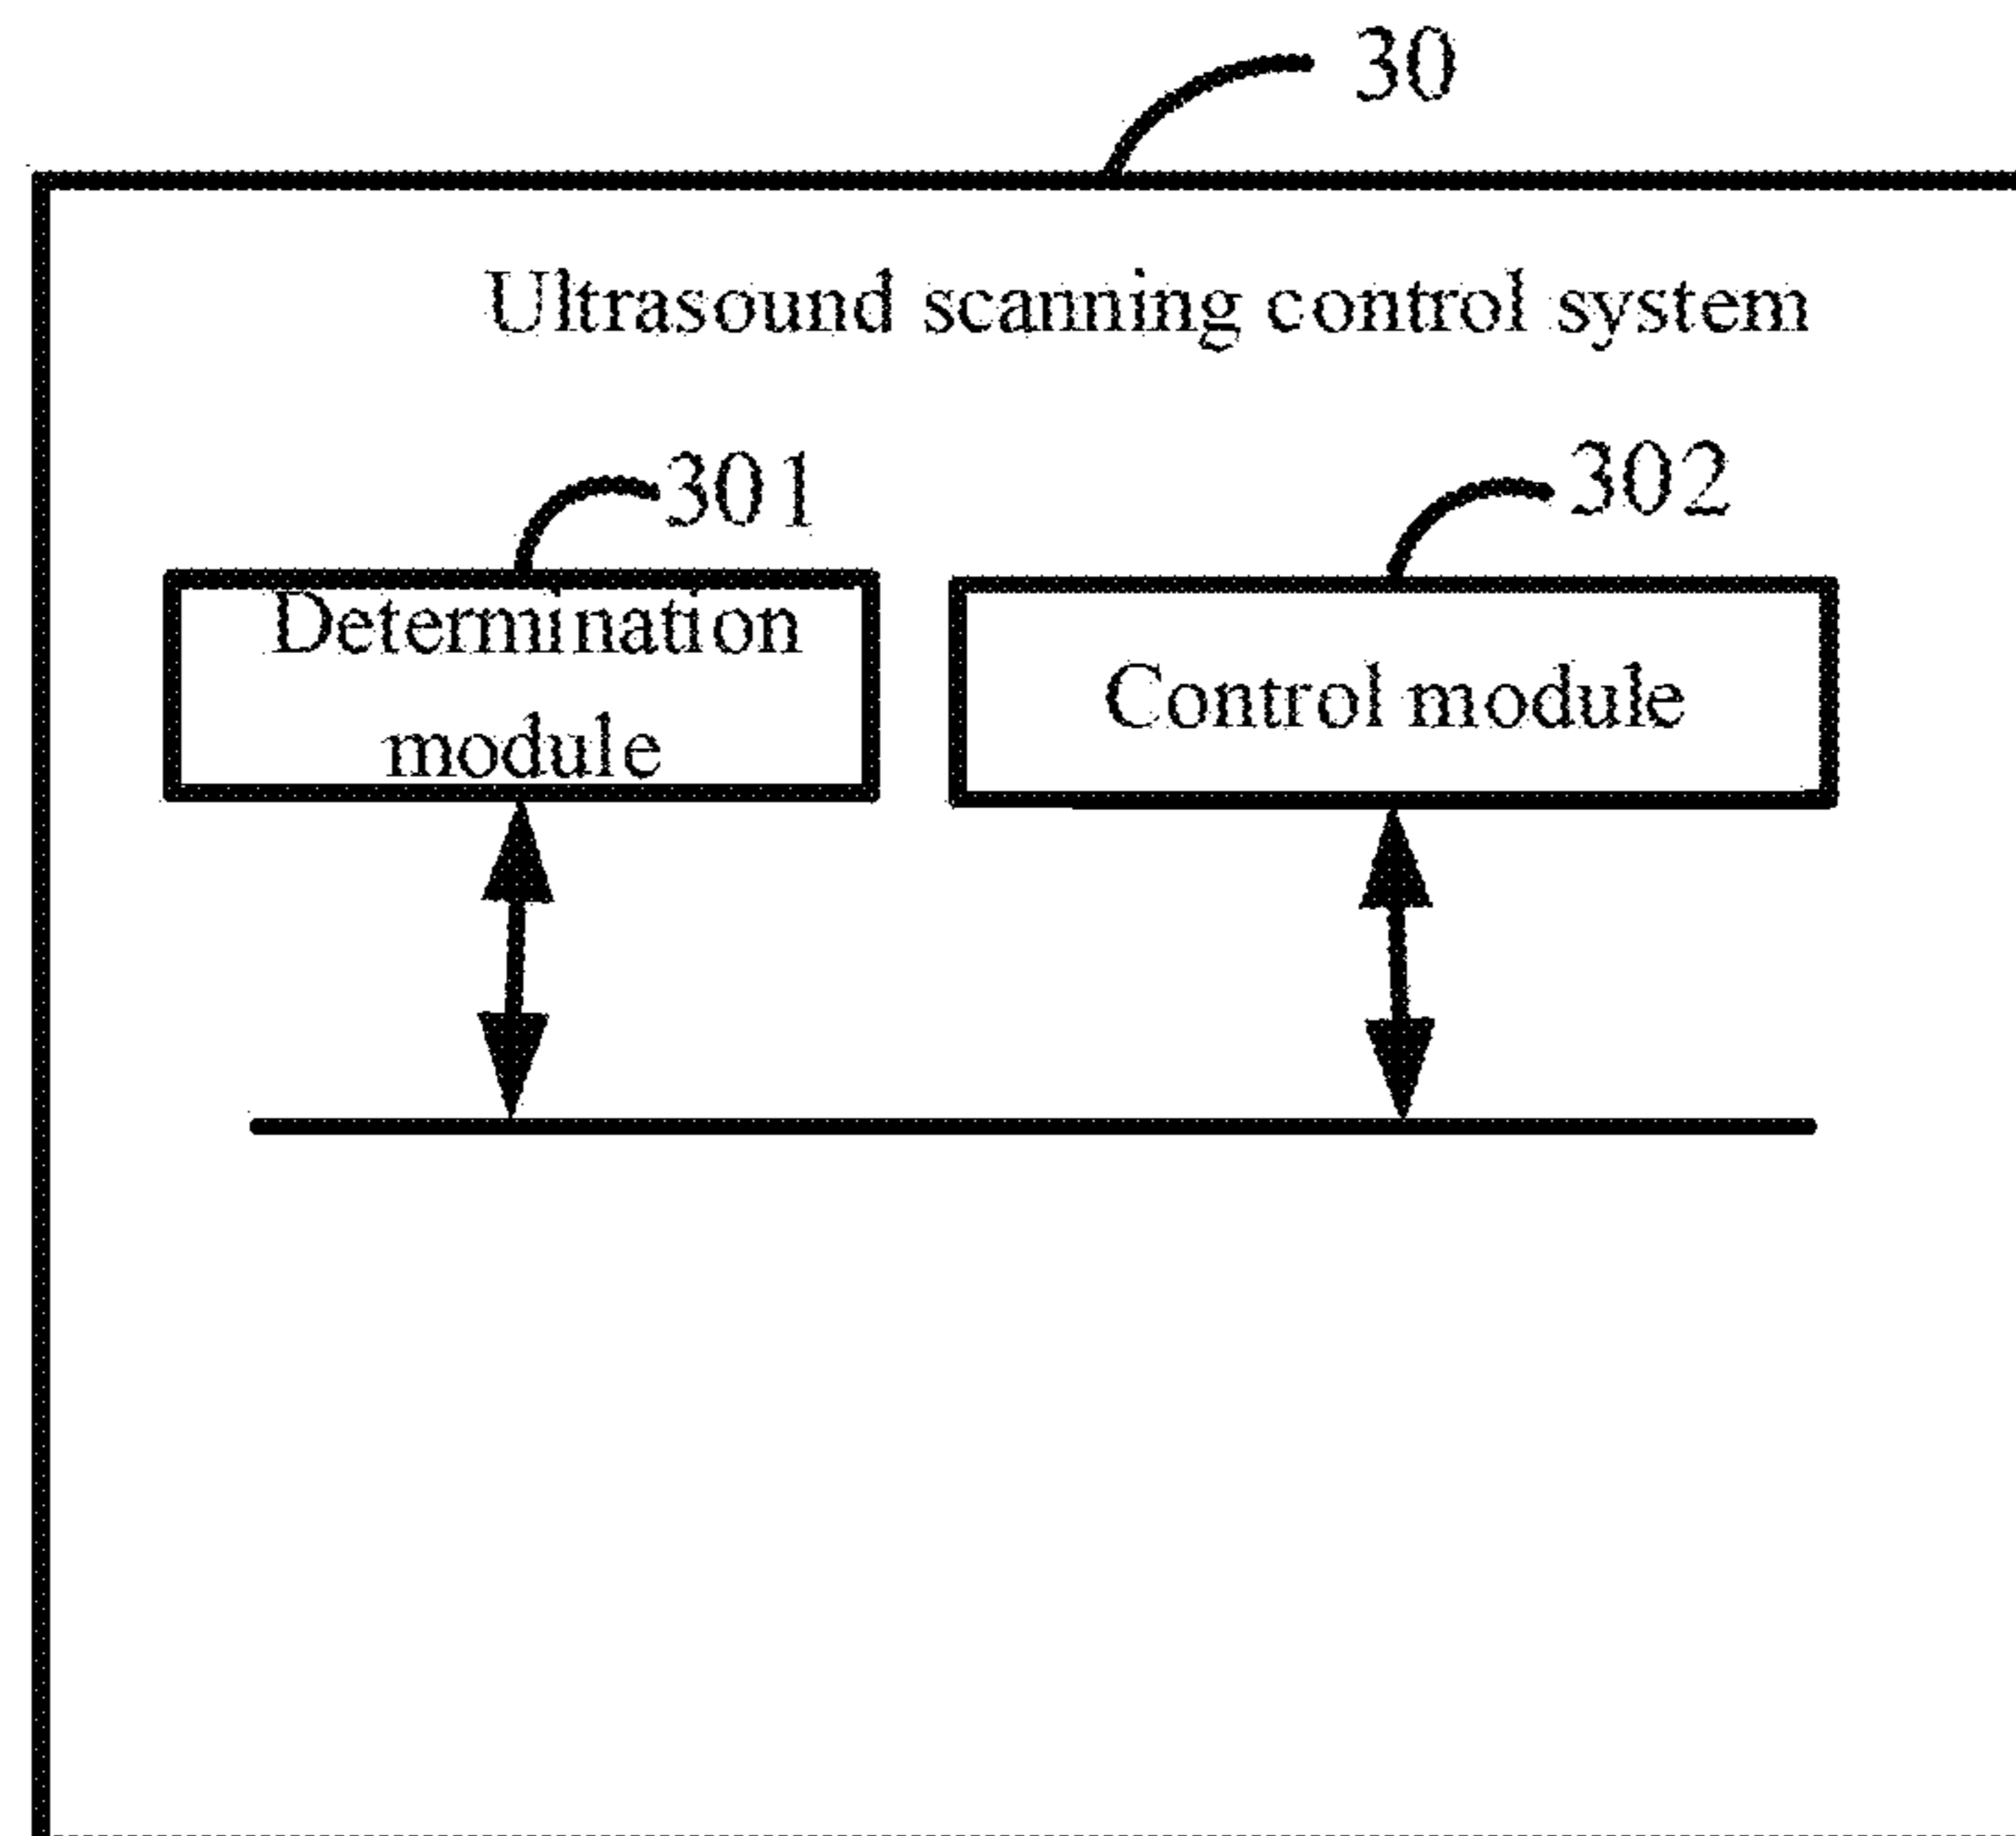 30
Ultrasound scanning control system
301
302
Determination
module
Control module